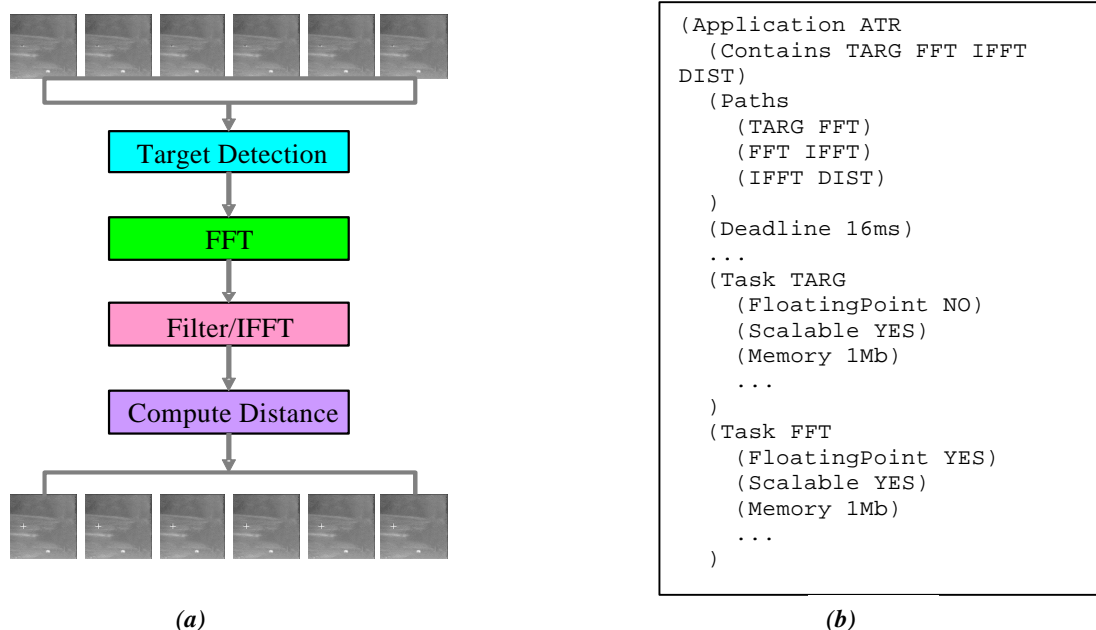 Target Detection
FFT
Filter/IFFT
Compute Distance
(a)
(Application ATR
(Contains TARG FFT IFFT
DIST)
(Paths
(TARG FFT)
(FFT IFFT)
(IFFT DIST)
)
(Deadline 16ms)
...
(Task TARG
(FloatingPoint NO)
(Scalable YES)
(Memory 1Mb)
...
)
(Task FFT
(FloatingPoint YES)
(Scalable YES)
(Memory 1Mb)
...
)
(b)